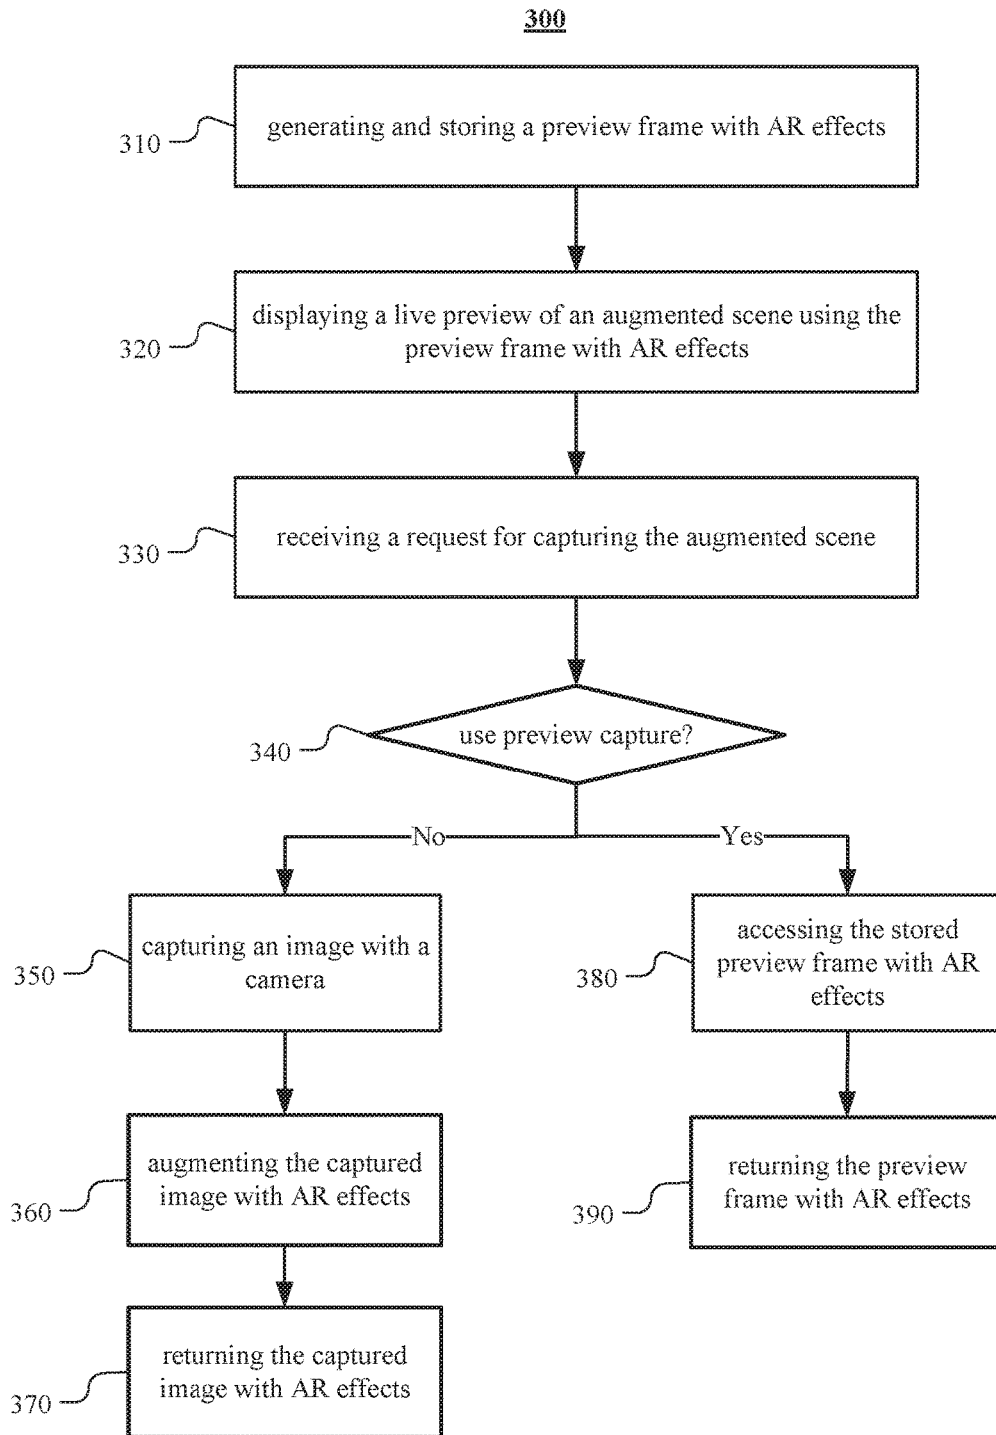 300
310
generating and storing a preview frame with AR effects
320
displaying a live preview of an augmented scene using the
preview frame with AR effects
330
receiving a request for capturing the augmented scene
340
use preview capture?
No
Yes
350
capturing an image with a
camera
380
accessing the stored
preview frame with AR
effects
360
augmenting the captured
image with AR effects
390
returning the preview
frame with AR effects
370
returning the captured
image with AR effects